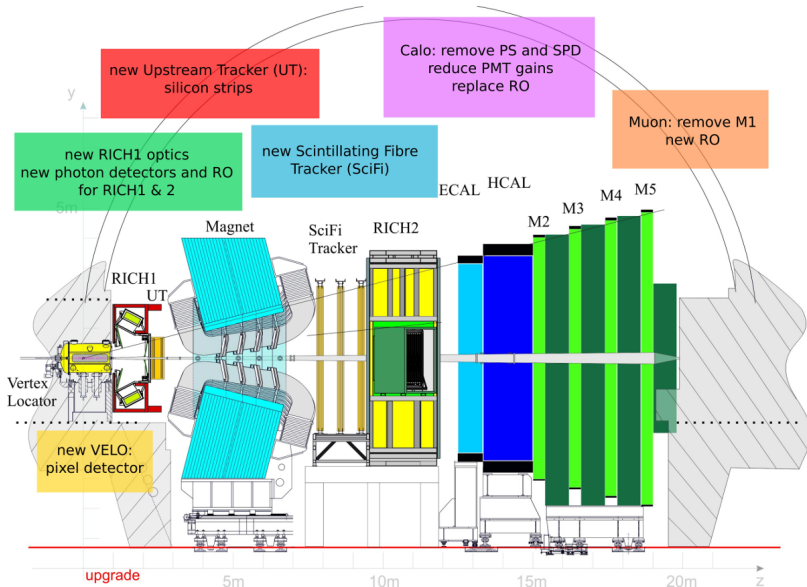 new Upstream Tracker (UT):
silicon strips
Calo: remove PS and SPD
reduce PMT gains
replace RO
Muon: remove M1
new RO
new RICH1 optics
new photon detectors and RO
for RICH1 & 2
new Scintillating Fibre
Tracker (SciFi)
y
5m
ECAL
HCAL
M2
M3
M4
M5
Magnet
SciFi
Tracker
RICH2
RICH1
UT
Vertex
Locator
new VELO:
pixel detector
upgrade
5m
10m
15m
20m
z